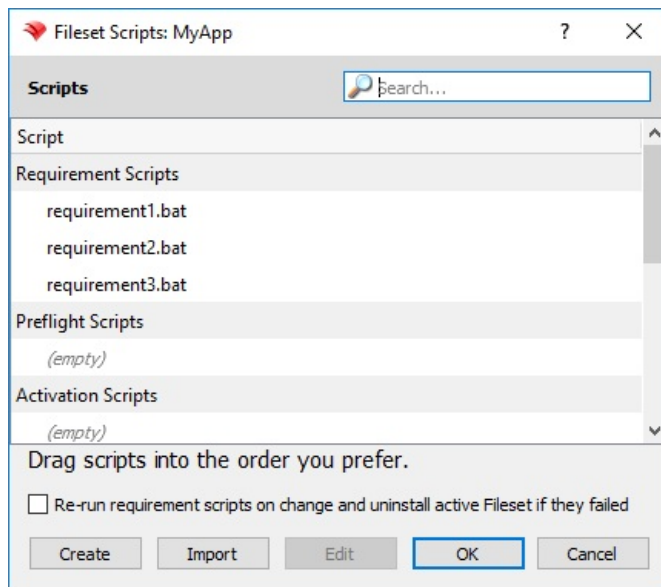 Fileset Scripts: MyApp
Scripts
Search...
Script
Requirement Scripts
requirement1.bat
requirement2.bat
requirement3.bat
Preflight Scripts
(empty)
Activation Scripts
(empty)
Drag scripts into the order you prefer.
Re-run requirement scripts on change and uninstall active Fileset if they failed
Create Import Edit OK Cancel